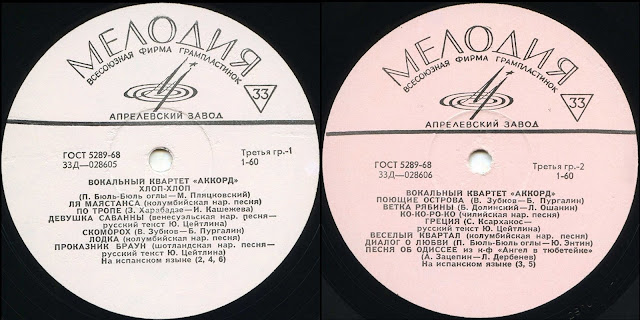 МЕЛОДИЯ
ВСЕСОЮЗНАЯ ФИРМА ГРАМПЛАСТИНОК
33
АПРЕЛЕВСКИЙ ЗАВОД
ГОСТ 5289-68
33Д—028605
Третья гр.-1
1-60
ВОКАЛЬНЫЙ КВАРТЕТ «АККОРД»
ХЛОП-ХЛОП
(П. Бюль-Бюль оглы—М. Пляцковский)
ЛЯ МАЯСТАНСА (колумбийская нар. песня)
ПО ТРОПЕ (З. Харабадзе—И. Кашежева)
ДЕВУШКА САВАННЫ (венесуэльская нар. песня—
русский текст Ю. Цейтлина)
СКОМОРОХ (В. Зубков—Б. Пургалин)
ЛОДКА (колумбийская нар. песня)
ПРОКАЗНИК БРАУН (шотландская нар. песня—
русский текст Ю. Цейтлина)
На испанском языке (2, 4, 6)
МЕЛОДИЯ
ВСЕСОЮЗНАЯ ФИРМА ГРАМПЛАСТИНОК
33
АПРЕЛЕВСКИЙ ЗАВОД
ГОСТ 5289-68
33Д—028606
Третья гр.-2
1-60
ВОКАЛЬНЫЙ КВАРТЕТ «АККОРД»
ПОЮЩИЕ ОСТРОВА (В. Зубков—Б. Пургалин)
ВЕТКА РЯБИНЫ (Б. Долинский—Л. Ошанин)
КО-КО-РО-КО (чилийская нар. песня)
ГРЕЦИЯ (С. Ксархакос—
русский текст Ю. Цейтлина)
ВЕСЕЛЫЙ КВАРТАЛ (колумбийская нар. песня)
ДИАЛОГ О ЛЮБВИ (П. Бюль-Бюль оглы—Ю. Энтин)
ПЕСНЯ ОБ ОДИССЕЕ из к-ф «Ангел в тюбетейке»
(А. Зацепин—Л. Дербенев)
На испанском языке (3, 5)